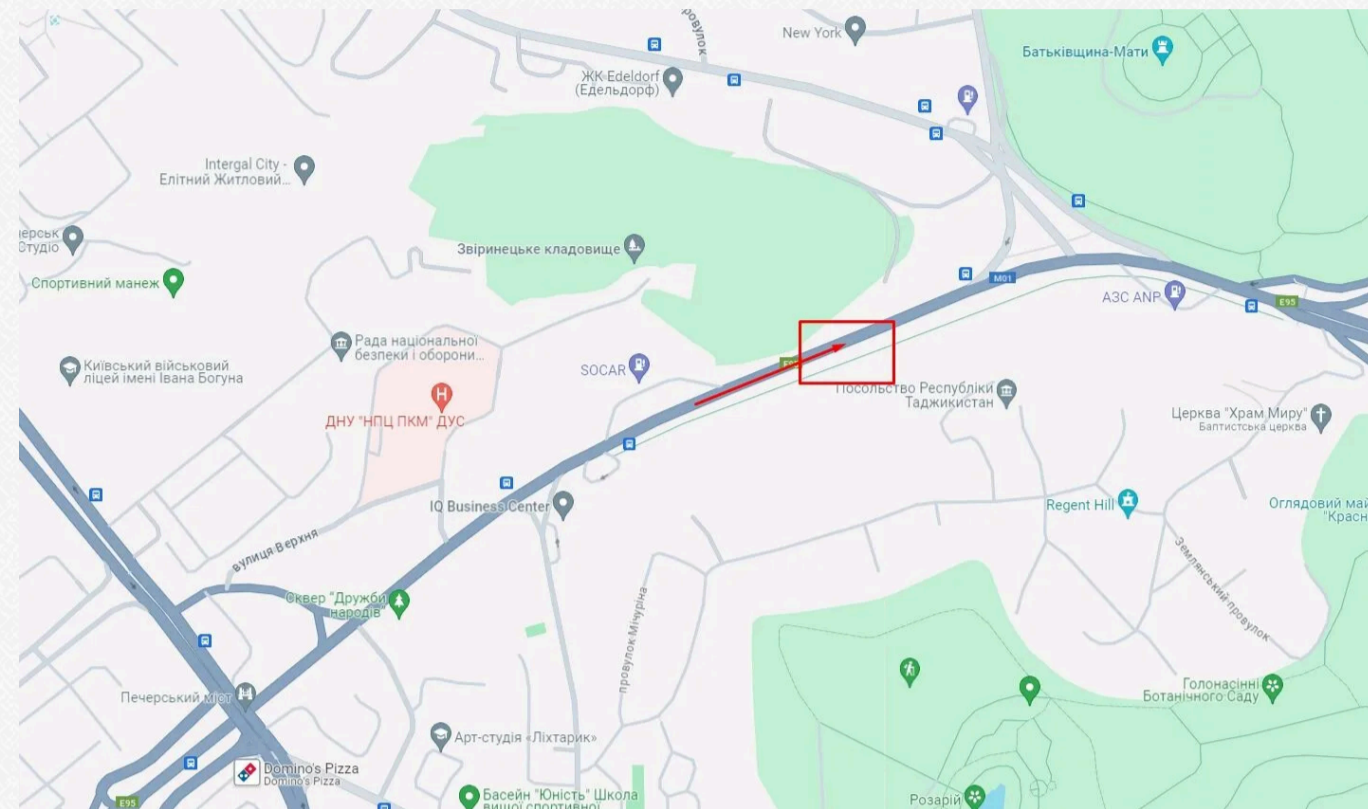 провулок
New York
Батьківщина-Мати
ЖК Edeldorf
(Едельдорф)
Intergal City -
Елітний Житловий...
ерськ
Студіо
Звіринецьке кладовище
Спортивний манеж
M01
АЗС ANP
E95
Рада національної
безпеки і оборони...
Київський військовий
ліцей імені Івана Богуна
SOCAR
ДНУ "НПЦ ПКМ" ДУС
Посольство Республіки
Таджикистан
Церква "Храм Миру"
Баптистська церква
IQ Business Center
Regent Hill
Оглядовий май
"Красн
вулиця Верхня
Землянський провулок
Сквер "Дружби
народів"
провулок Мічуріна
Печерський міст
Голонасінні
Ботанічного Саду
Арт-студія «Ліхтарик»
Domino's Pizza
Domino's Pizza
E95
Басейн "Юність" Школа
вищої спортивної
Розарій